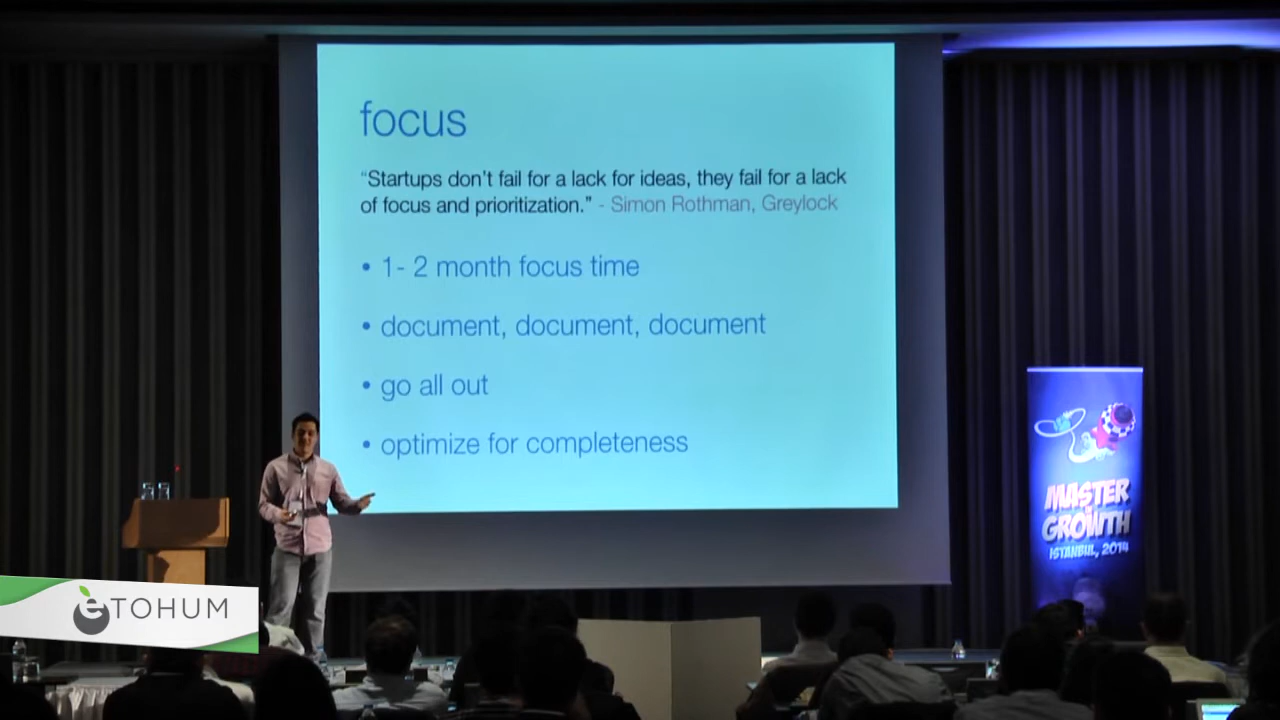 focus
“Startups don't fail for a lack for ideas, they fail for a lack
of focus and prioritization.” - Simon Rothman, Greylock
• 1- 2 month focus time
• document, document, document
• go all out
• optimize for completeness
MASTER
GROWTH
ISTANBUL, 2014
eTOHUM